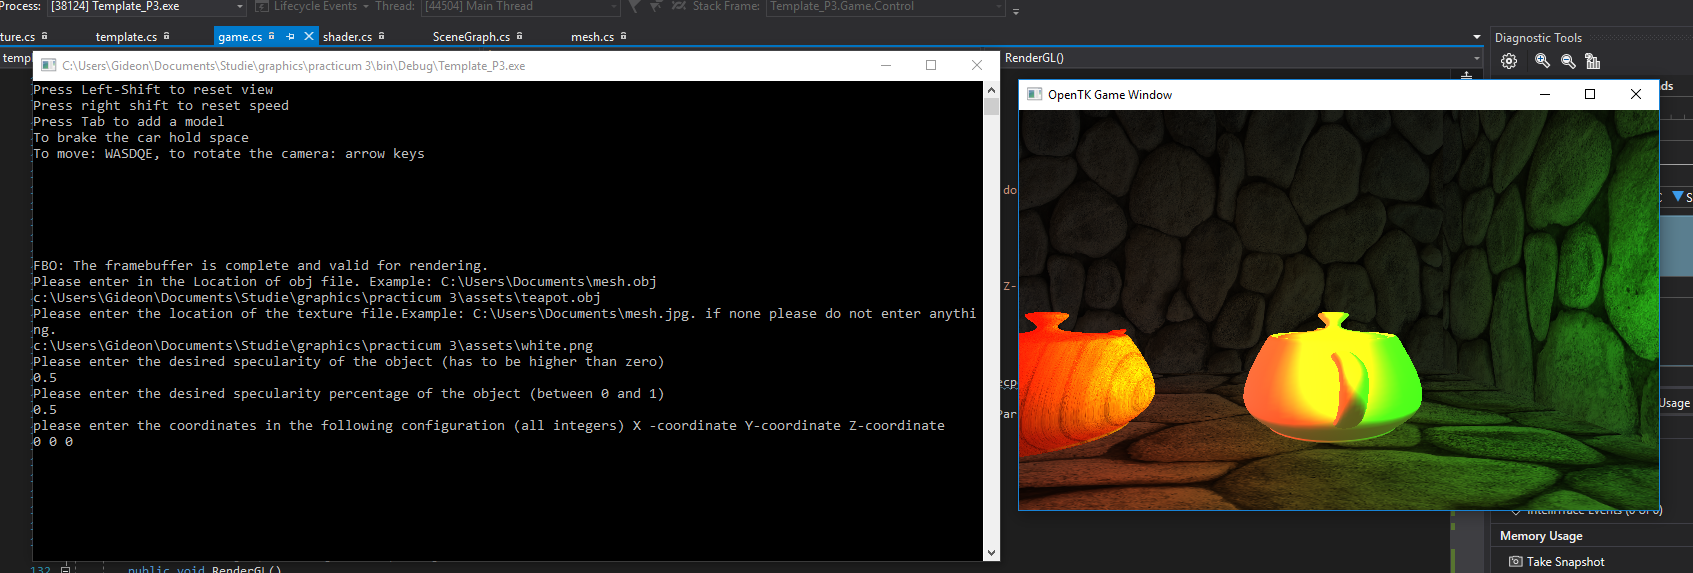 Process: [38124] Template_P3.exe Lifecycle Events Thread: [44504] Main Thread Stack Frame: Template_P3.Game.Control
ture.cs template.cs game.cs shader.cs SceneGraph.cs mesh.cs
Diagnostic Tools
temp
C:\Users\Gideon\Documents\Studie\graphics\practicum 3\bin\Debug\Template_P3.exe
RenderGL()
Press Left-Shift to reset view
Press right shift to reset speed
Press Tab to add a model
To brake the car hold space
To move: WASDQE, to rotate the camera: arrow keys
FBO: The framebuffer is complete and valid for rendering.
Please enter in the Location of obj file. Example: C:\Users\Documents\mesh.obj
c:\Users\Gideon\Documents\Studie\graphics\practicum 3\assets\teapot.obj
Please enter the location of the texture file.Example: C:\Users\Documents\mesh.jpg. if none please do not enter anythi
ng.
c:\Users\Gideon\Documents\Studie\graphics\practicum 3\assets\white.png
Please enter the desired specularity of the object (has to be higher than zero)
0.5
Please enter the desired specularity percentage of the object (between 0 and 1)
0.5
please enter the coordinates in the following configuration (all integers) X -coordinate Y-coordinate Z-coordinate
0 0 0
OpenTK Game Window
ds
do
Z-
ecp
Par
S
Usage
IntelliTrace Events (0 of 0)
Memory Usage
Take Snapshot
132 public void RenderGL()